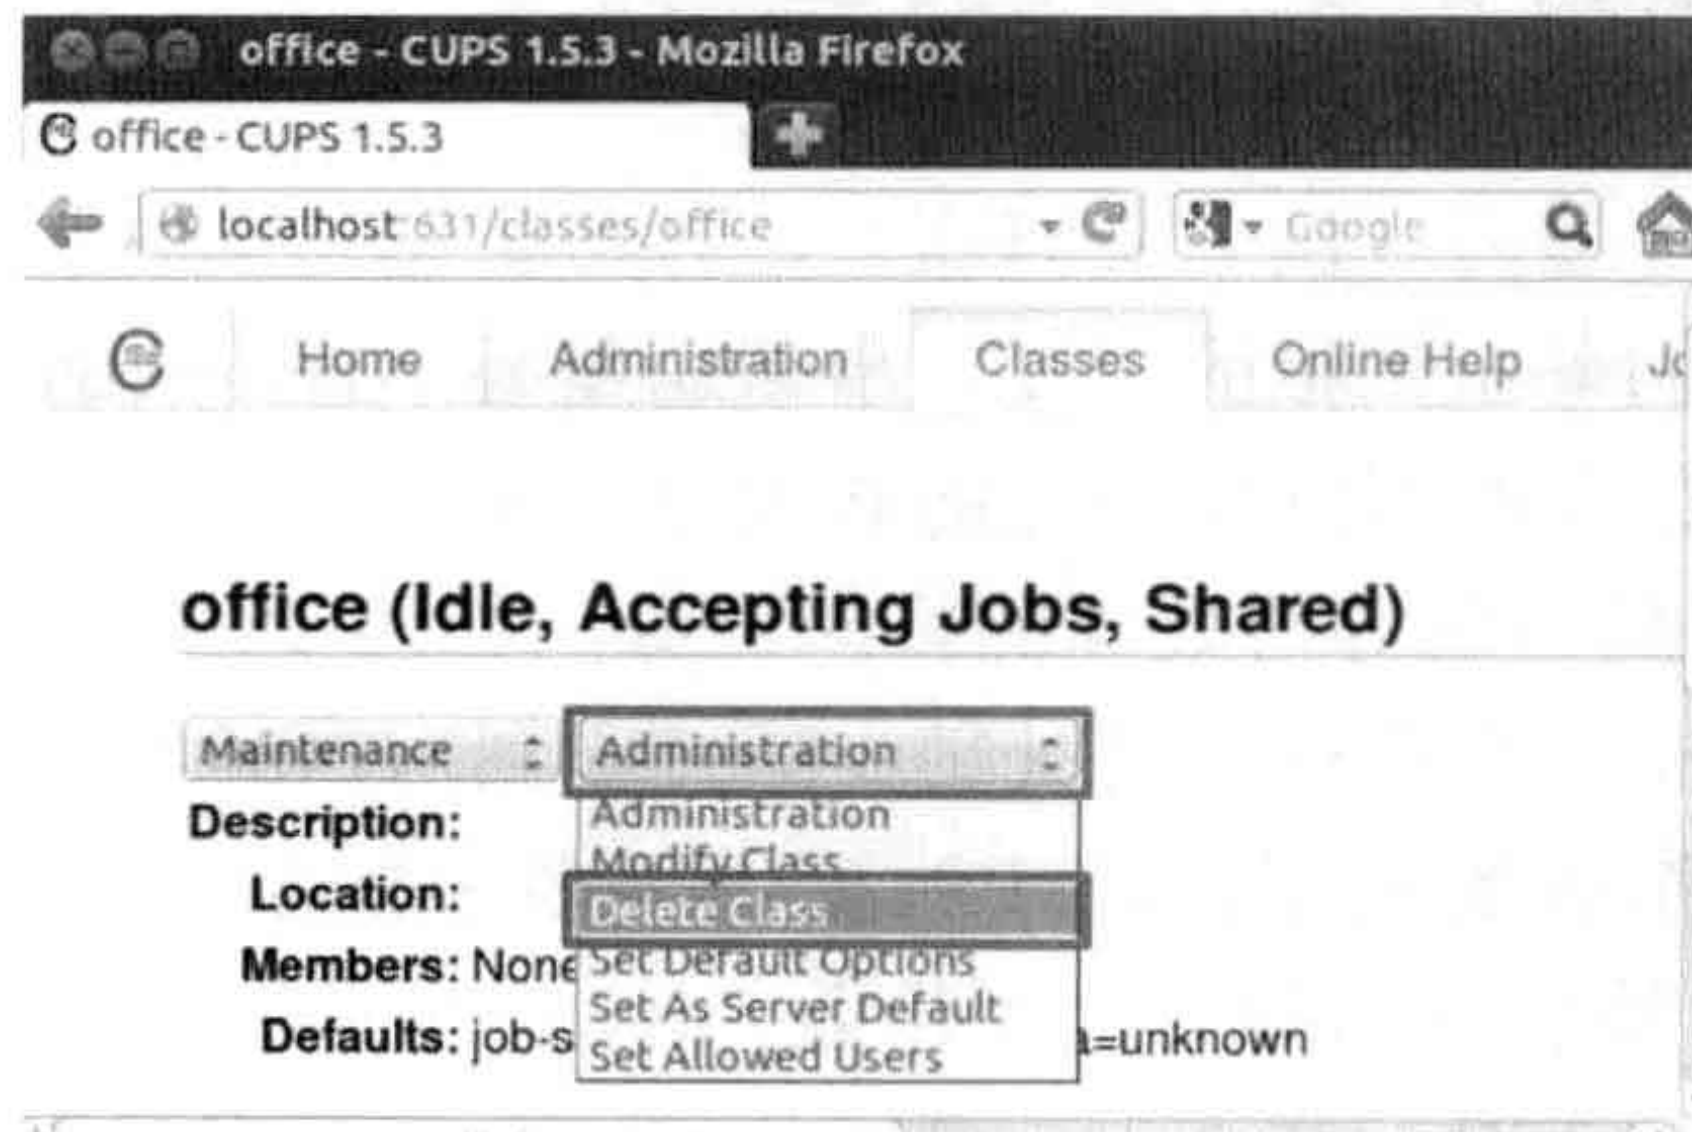 office - CUPS 1.5.3 - Mozilla Firefox
office - CUPS 1.5.3
localhost:631/classes/office
Google
Home Administration Classes Online Help Jo
office (Idle, Accepting Jobs, Shared)
Maintenance Administration
Description: Administration
Modify Class
Location: Delete Class
Members: None Set Default Options
Set As Server Default
Defaults: job-s =unknown
Set Allowed Users